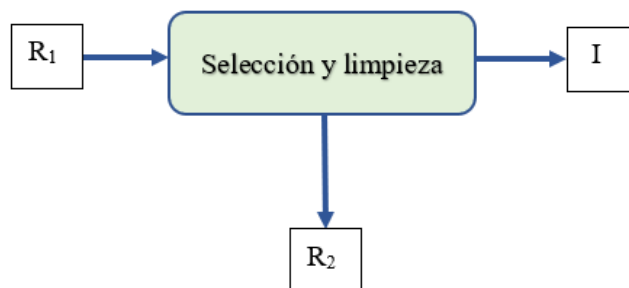 R₁
Selección y limpieza
I
R₂